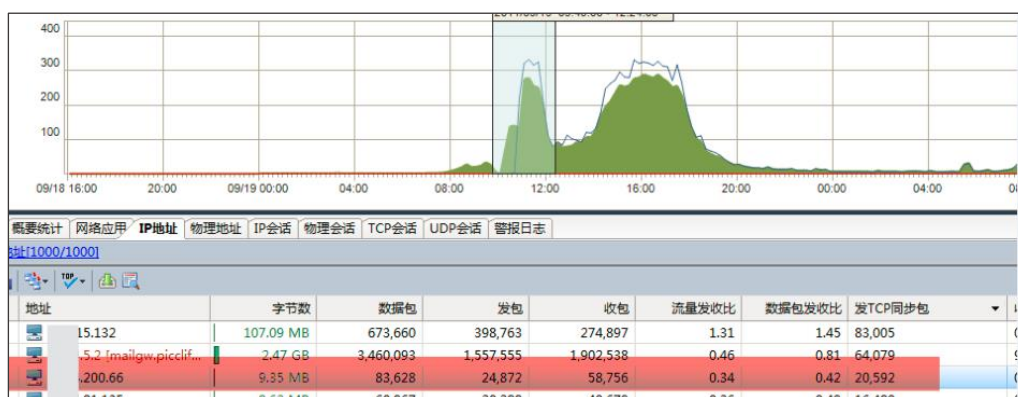 400
300
200
100
09/18 16:00 20:00 09/19 00:00 04:00 08:00 12:00 16:00 20:00 00:00 04:00
概要统计 网络应用 IP地址 物理地址 IP会话 物理会话 TCP会话 UDP会话 警报日志
址[1000/1000]
TOP
地址 字节数 数据包 发包 收包 流量发收比 数据包发收比 发TCP同步包
15.132 107.09 MB 673,660 398,763 274,897 1.31 1.45 83,005
.5.2 [mailgw.picclif... 2.47 GB 3,460,093 1,557,555 1,902,538 0.46 0.81 64,079
.200.66 9.35 MB 83,628 24,872 58,756 0.34 0.42 20,592